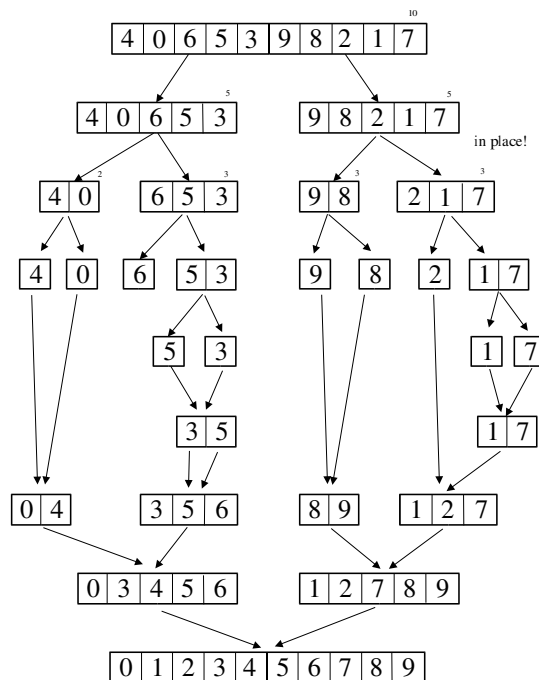 10
4 0 6 5 3 9 8 2 1 7
5 5
4 0 6 5 3 9 8 2 1 7
in place!
2 3 3 3
4 0 6 5 3 9 8 2 1 7
4 0 6 5 3 9 8 2 1 7
5 3 1 7
3 5 1 7
0 4 3 5 6 8 9 1 2 7
0 3 4 5 6 1 2 7 8 9
0 1 2 3 4 5 6 7 8 9